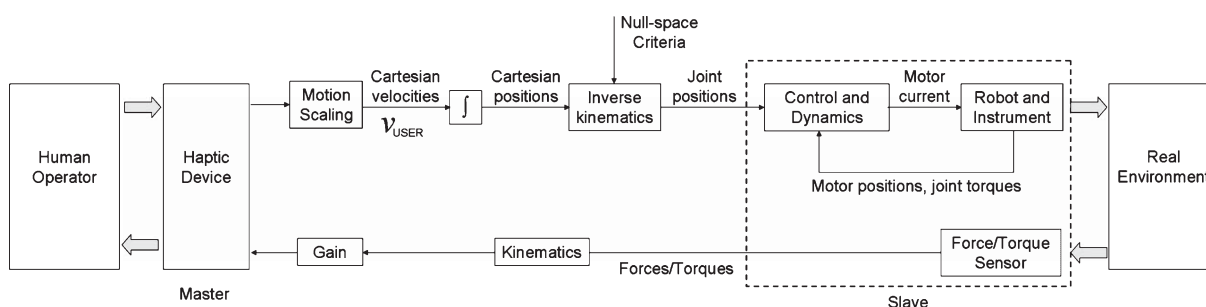 Null-space
Criteria
Human
Operator
Haptic
Device
Motion
Scaling
Cartesian
velocities
vUSER
∫
Cartesian
positions
Inverse
kinematics
Joint
positions
Control and
Dynamics
Motor
current
Robot and
Instrument
Real
Environment
Motor positions, joint torques
Gain
Kinematics
Forces/Torques
Force/Torque
Sensor
Master
Slave